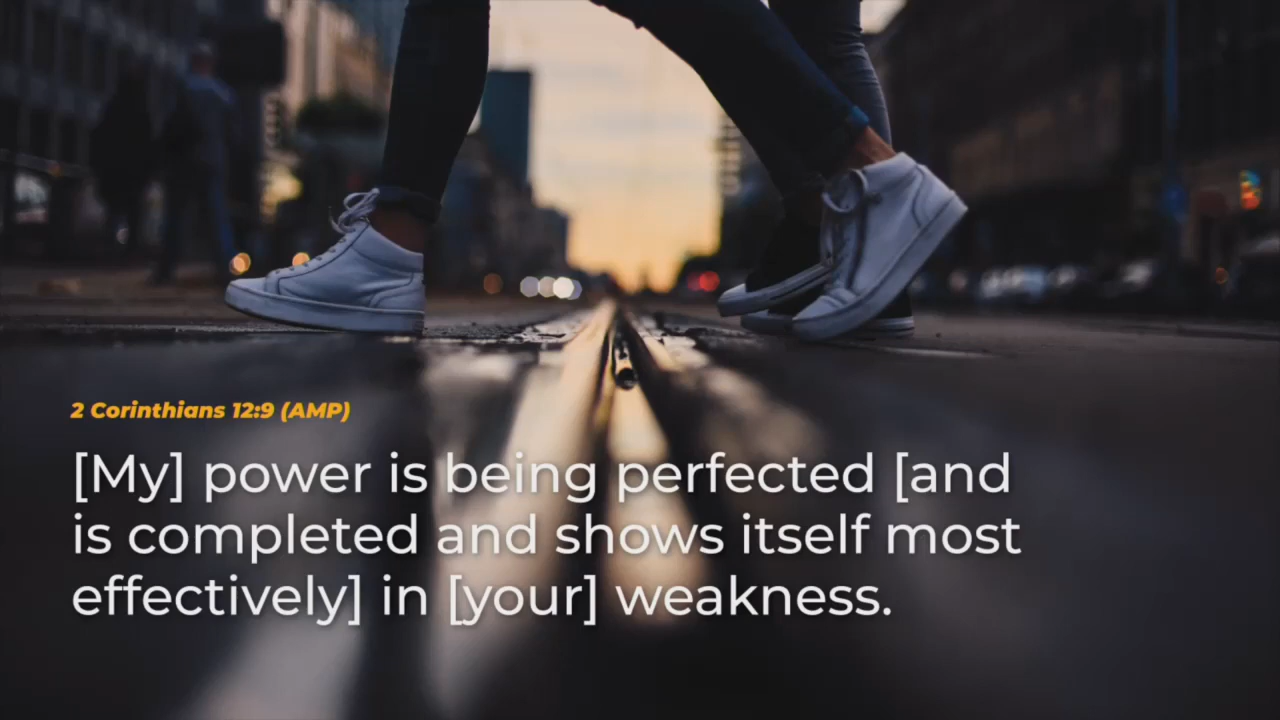 2 Corinthians 12:9 (AMP)
[My] power is being perfected [and
is completed and shows itself most
effectively] in [your] weakness.